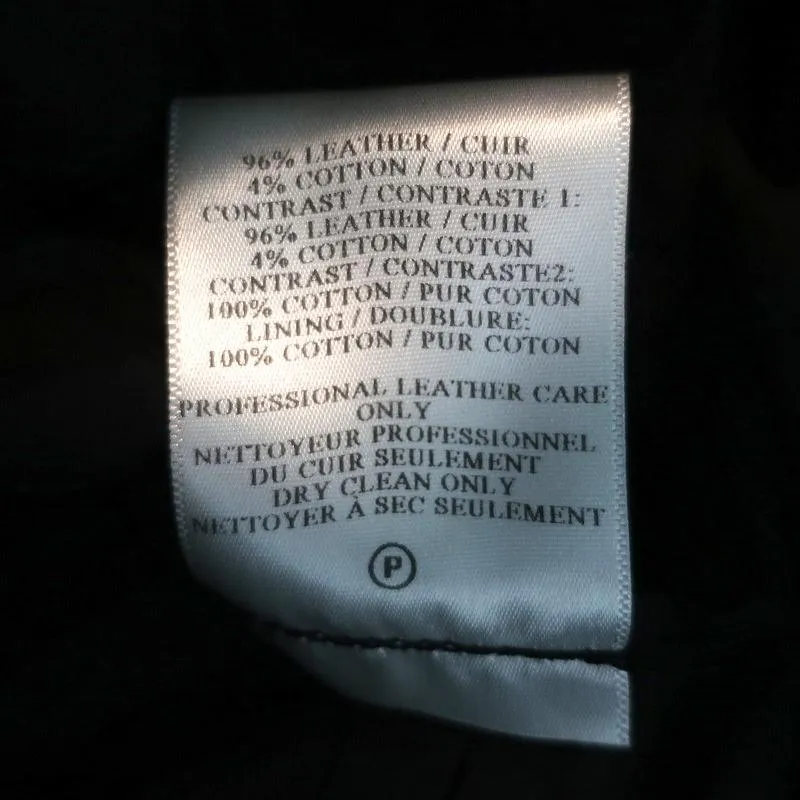 96% LEATHER / CUIR
4% COTTON / COTON
CONTRAST / CONTRASTE 1:
96% LEATHER / CUIR
4% COTTON / COTON
CONTRAST / CONTRASTE2:
100% COTTON / PUR COTON
LINING / DOUBLURE:
100% COTTON / PUR COTON
PROFESSIONAL LEATHER CARE
ONLY
NETTOYEUR PROFESSIONNEL
DU CUIR SEULEMENT
DRY CLEAN ONLY
NETTOYER À SEC SEULEMENT
P